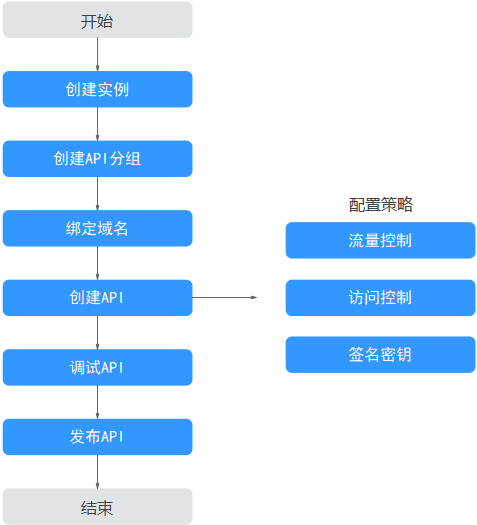 开始
创建实例
创建API分组
绑定域名
创建API
调试API
发布API
结束
配置策略
流量控制
访问控制
签名密钥